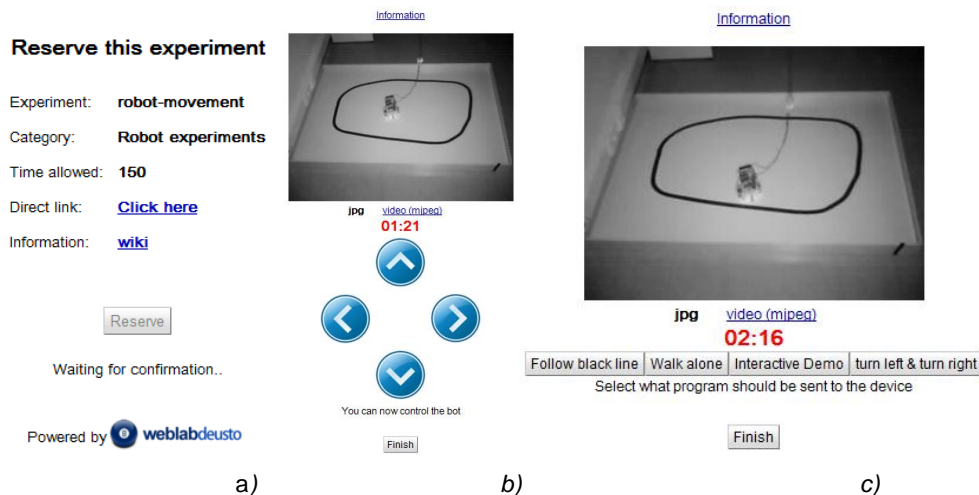 Reserve this experiment
Experiment: robot-movement
Category: Robot experiments
Time allowed: 150
Direct link: Click here
Information: wiki
Reserve
Waiting for confirmation..
Powered by weblabdeusto
a)
Information
jpg video (mjpeg)
01:21
You can now control the bot
Finish
b)
Information
jpg video (mjpeg)
02:16
Follow black line Walk alone Interactive Demo turn left & turn right
Select what program should be sent to the device
Finish
c)